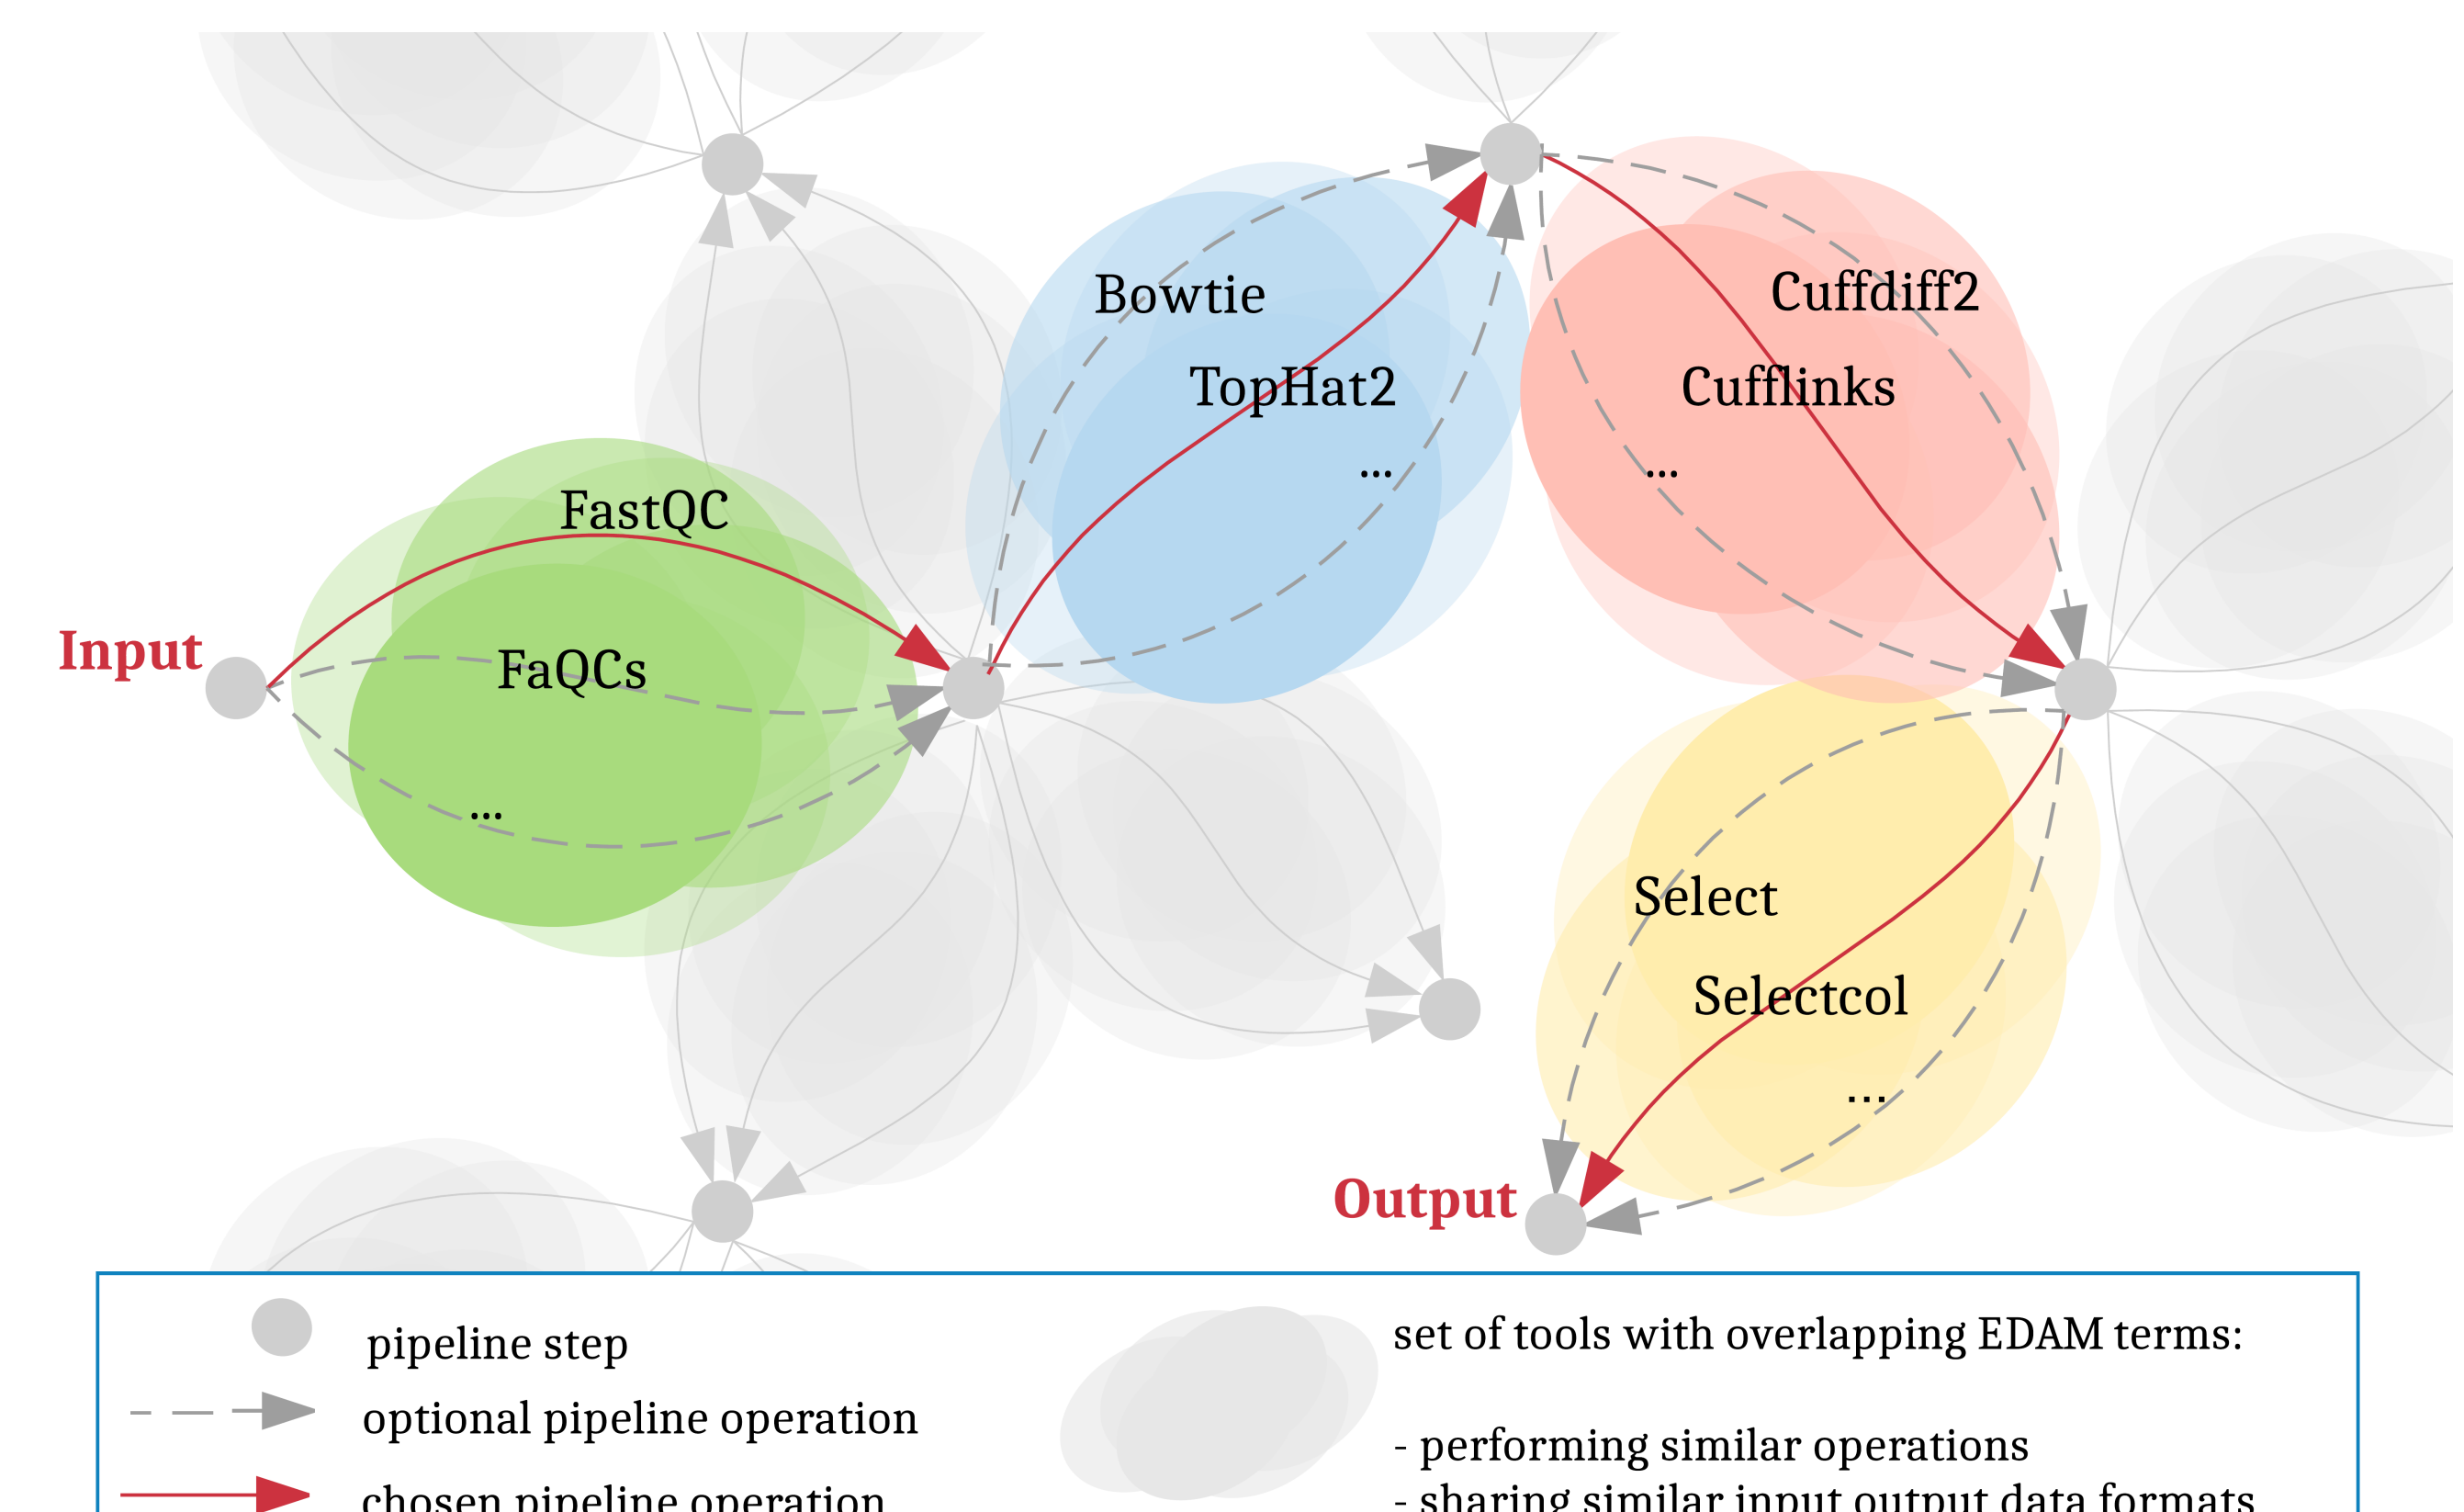 Bowtie
TopHat2
...
Cuffdiff2
Cufflinks
...
FastQC
Input
FaQCs
...
Select
Selectcol
...
Output
pipeline step
optional pipeline operation
chosen pipeline operation
set of tools with overlapping EDAM terms:
- performing similar operations
- sharing similar input output data formats